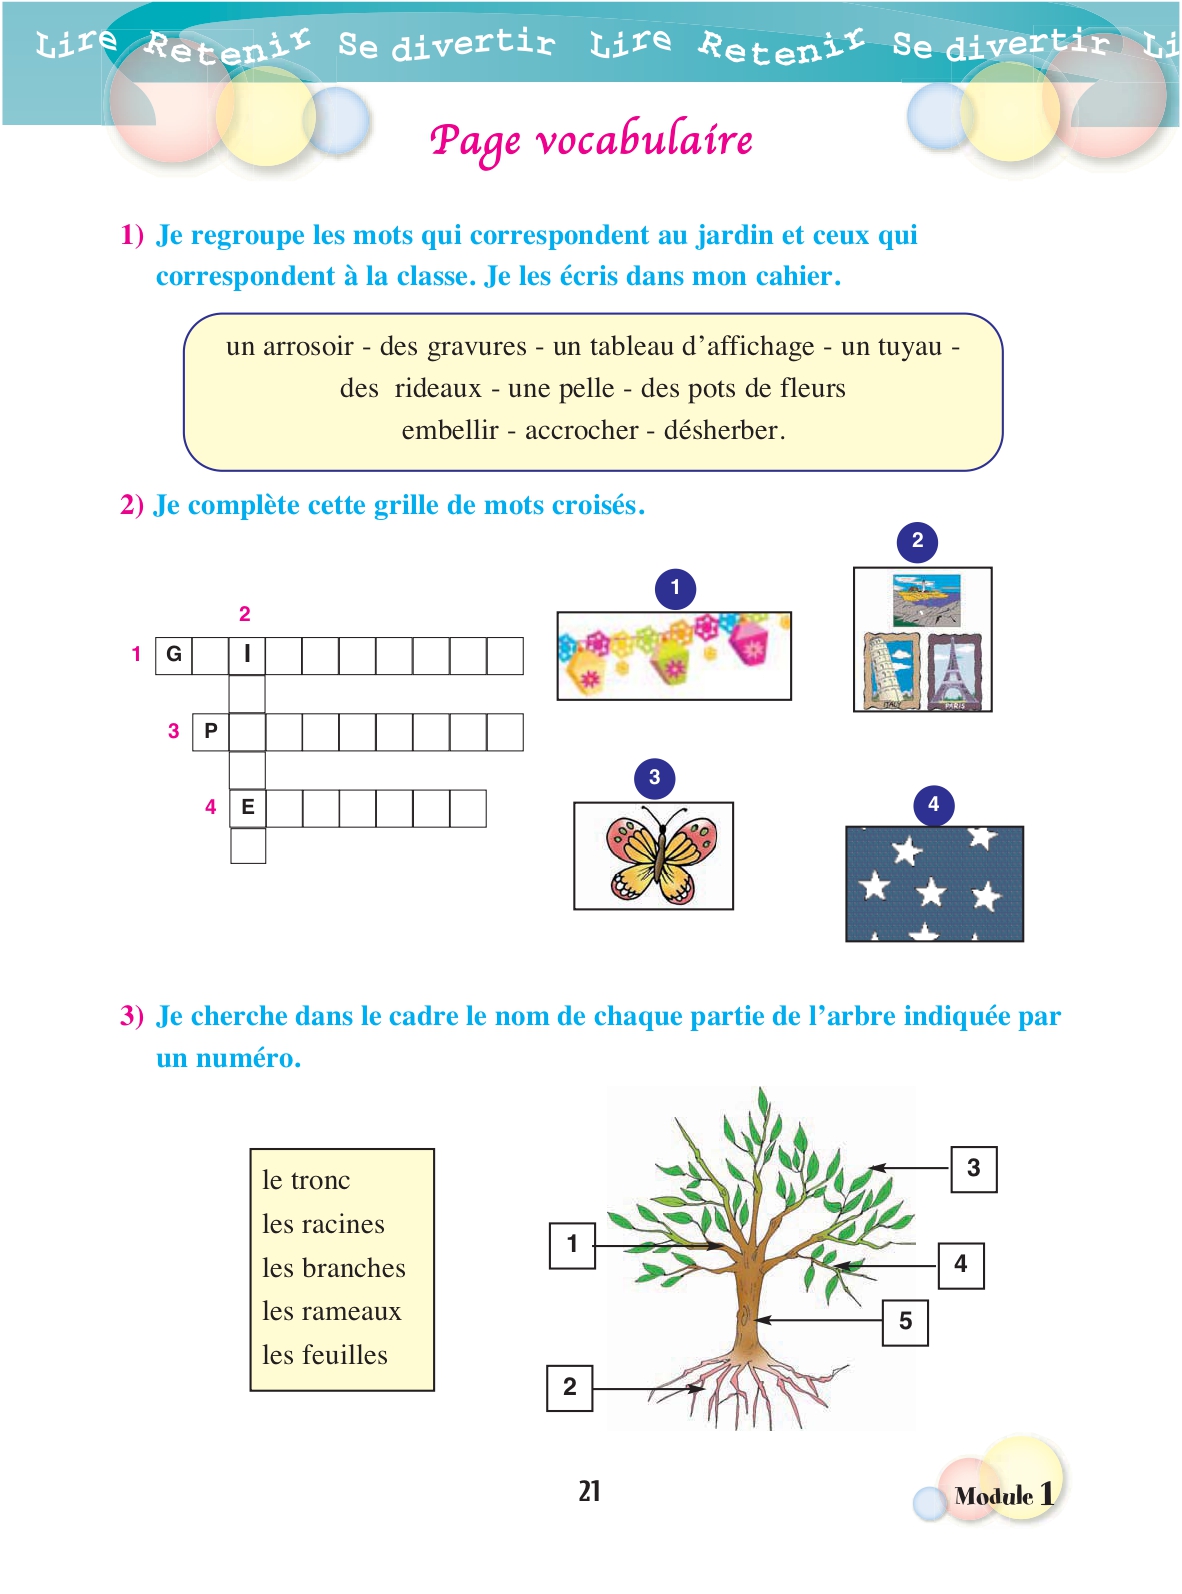 Lire Retenir Se divertir Lire Retenir Se divertir Li
Page vocabulaire
1) Je regroupe les mots qui correspondent au jardin et ceux qui
correspondent à la classe. Je les écris dans mon cahier.
un arrosoir - des gravures - un tableau d’affichage - un tuyau -
des rideaux - une pelle - des pots de fleurs
embellir - accrocher - désherber.
2) Je complète cette grille de mots croisés.
2
1
2
1 G I
ITALY
PARIS
3 P
3
4
4 E
3) Je cherche dans le cadre le nom de chaque partie de l’arbre indiquée par
un numéro.
le tronc
les racines
les branches
les rameaux
les feuilles
3
1
4
5
2
21
Module 1